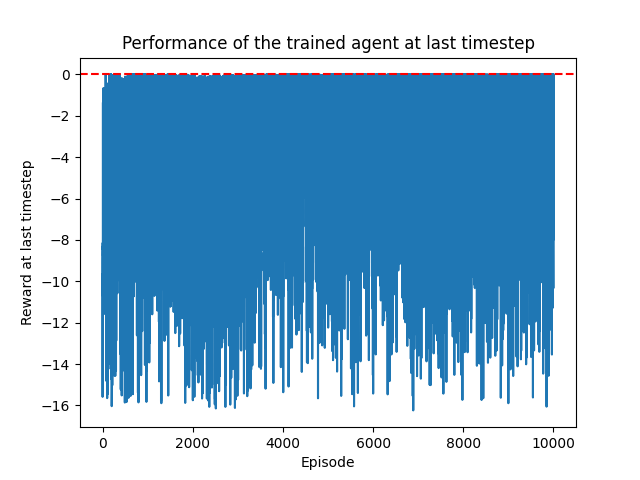 Performance of the trained agent at last timestep
Reward at last timestep
0
−2
−4
−6
−8
−10
−12
−14
−16
0 2000 4000 6000 8000 10000
Episode